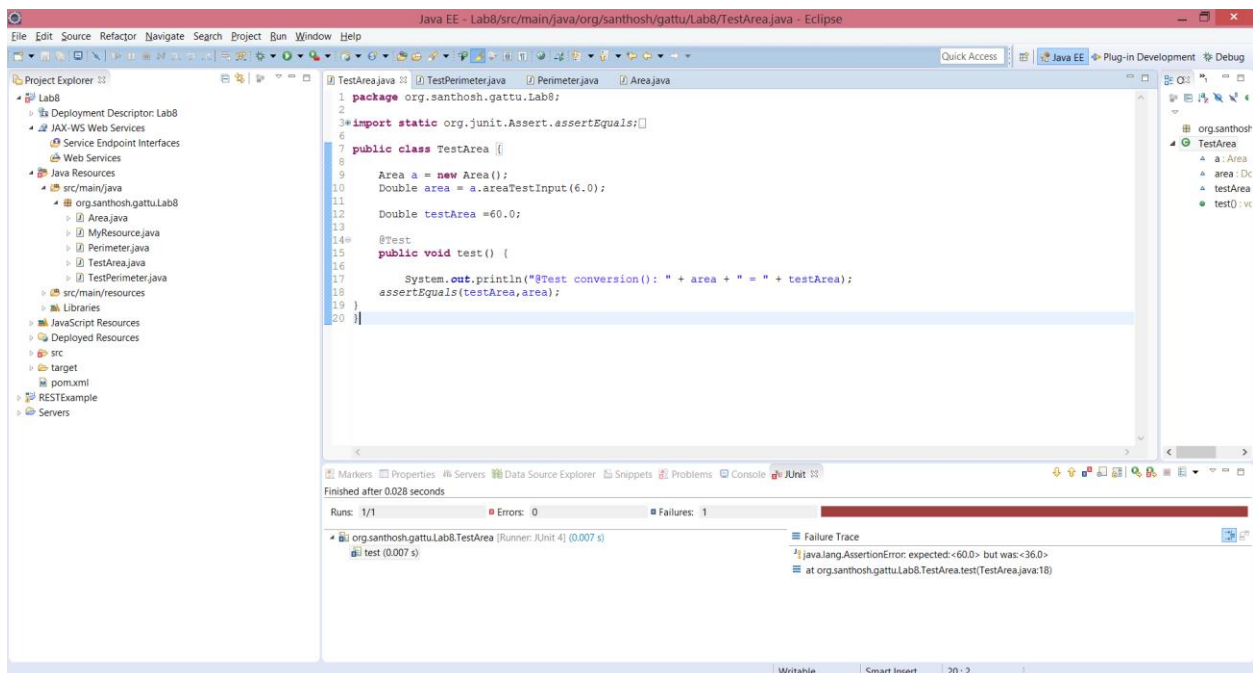 Java EE - Lab8/src/main/java/org/santhosh/gattu/Lab8/TestArea.java - Eclipse
File Edit Source Refactor Navigate Search Project Run Window Help
Quick Access Java EE Plug-in Development Debug
Project Explorer
Lab8
Deployment Descriptor: Lab8
JAX-WS Web Services
Service Endpoint Interfaces
Web Services
Java Resources
src/main/java
org.santhosh.gattu.Lab8
Area.java
MyResource.java
Perimeter.java
TestArea.java
TestPerimeter.java
src/main/resources
Libraries
JavaScript Resources
Deployed Resources
src
target
pom.xml
RESTExample
Servers
TestArea.java TestPerimeter.java Perimeter.java Area.java
1 package org.santhosh.gattu.Lab8;
2
3 import static org.junit.Assert.assertEquals;
6
7 public class TestArea {
8
9 Area a = new Area();
10 Double area = a.areaTestInput(6.0);
11
12 Double testArea =60.0;
13
14 @Test
15 public void test() {
16
17 System.out.println("@Test conversion(): " + area + " = " + testArea);
18 assertEquals(testArea,area);
19 }
20 }
org.santhosh
TestArea
a : Area
area : Do
testArea
test() : vo
Markers Properties Servers Data Source Explorer Snippets Problems Console JUnit
Finished after 0.028 seconds
Runs: 1/1 Errors: 0 Failures: 1
org.santhosh.gattu.Lab8.TestArea [Runner: JUnit 4] (0.007 s)
test (0.007 s)
Failure Trace
java.lang.AssertionError: expected:<60.0> but was:<36.0>
at org.santhosh.gattu.Lab8.TestArea.test(TestArea.java:18)
Writable Smart Insert 20 : 2